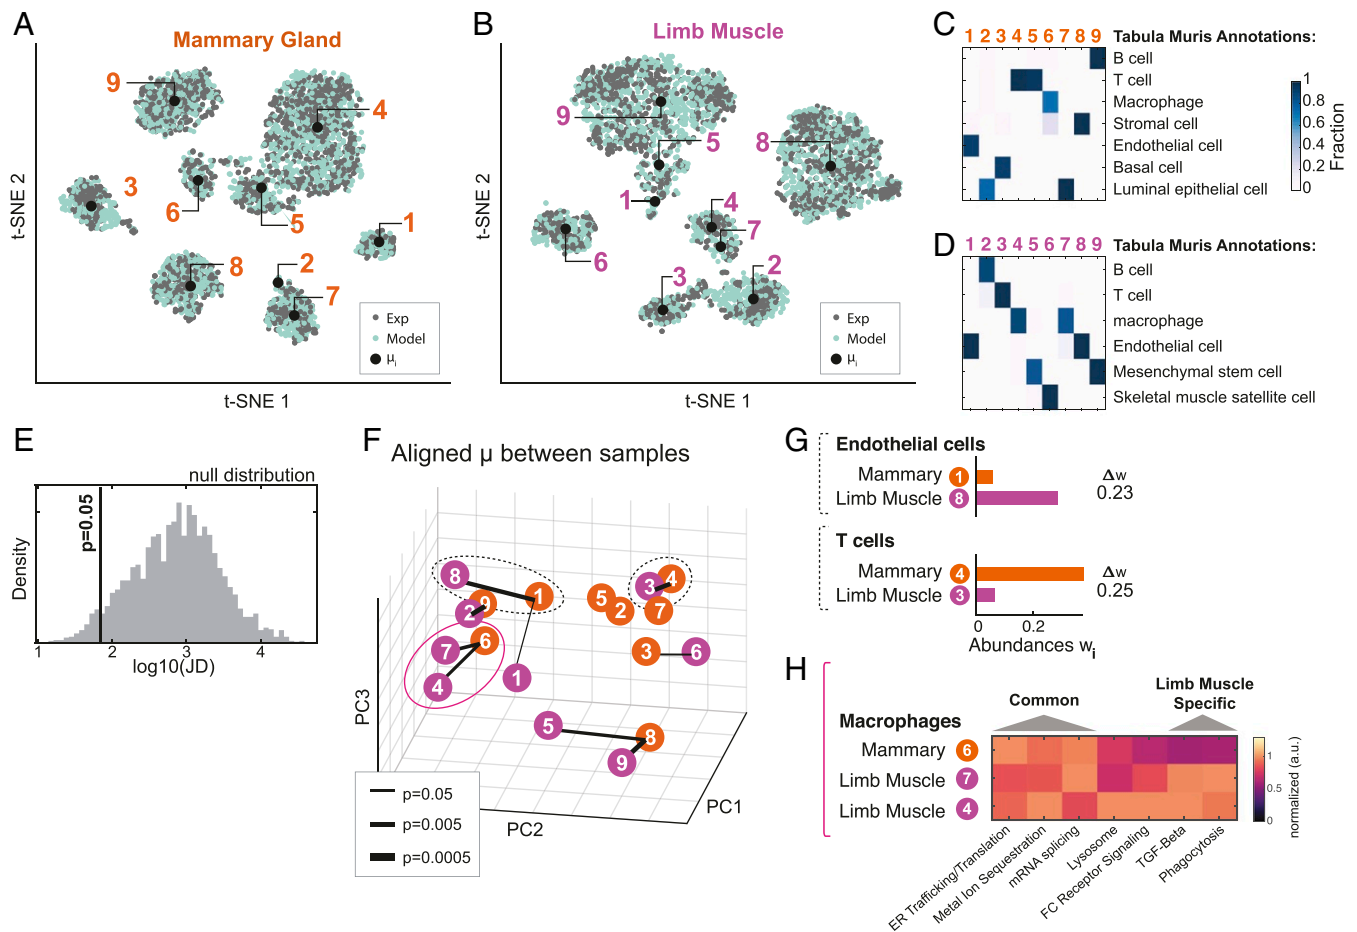 A
Mammary Gland
9
4
3
6
5
1
8
2
7
Exp
Model
μi
t-SNE 2
t-SNE 1
B
Limb Muscle
9
5
8
1
4
7
6
3
2
Exp
Model
μi
t-SNE 2
t-SNE 1
C
1 2 3 4 5 6 7 8 9
Tabula Muris Annotations:
B cell
T cell
Macrophage
Stromal cell
Endothelial cell
Basal cell
Luminal epithelial cell
1
0.8
0.6
0.4
0.2
0
Fraction
D
1 2 3 4 5 6 7 8 9
Tabula Muris Annotations:
B cell
T cell
macrophage
Endothelial cell
Mesenchymal stem cell
Skeletal muscle satellite cell
E
null distribution
p=0.05
Density
1 2 3 4
log10(JD)
F
Aligned μ between samples
8
1
9
2
7
6
4
1
5
2
3
4
7
3
6
5
8
9
PC3
PC2
PC1
p=0.05
p=0.005
p=0.0005
G
Endothelial cells
Mammary 1
Limb Muscle 8
Δw
0.23
T cells
Mammary 4
Limb Muscle 3
Δw
0.25
0 0.2
Abundances wi
H
Common
Limb Muscle
Specific
Macrophages
Mammary 6
Limb Muscle 7
Limb Muscle 4
1
0.5
0
normalized (a.u.)
ER Trafficking/Translation
Metal Ion Sequestration
mRNA splicing
Lysosome
FC Receptor Signaling
TGF-Beta
Phagocytosis